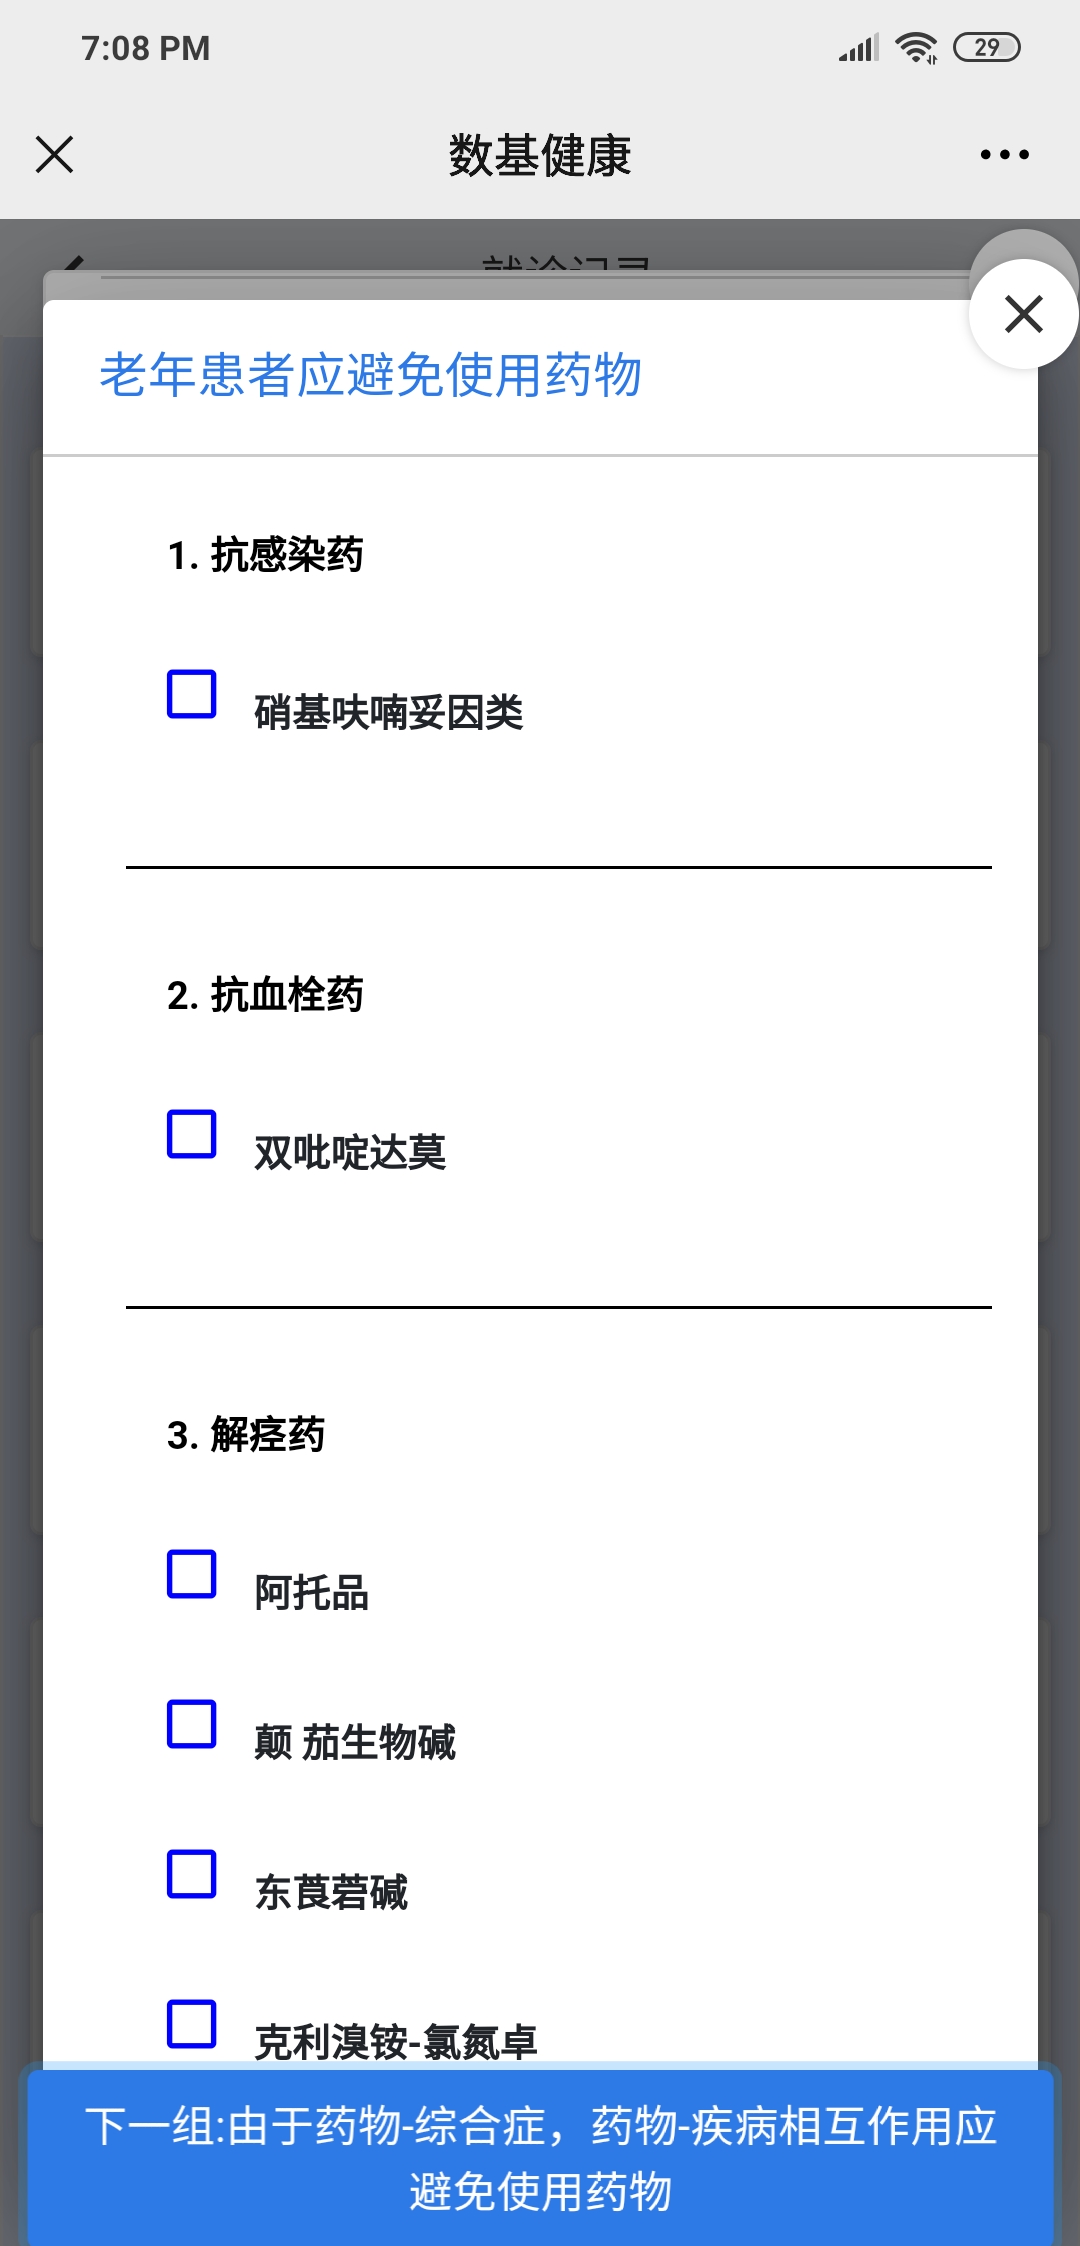 7:08 PM
29
数基健康
就诊记录
老年患者应避免使用药物
1. 抗感染药
硝基呋喃妥因类
2. 抗血栓药
双吡啶达莫
3. 解痉药
阿托品
颠 茄生物碱
东莨菪碱
克利溴铵-氯氮卓
下一组:由于药物-综合症，药物-疾病相互作用应
避免使用药物